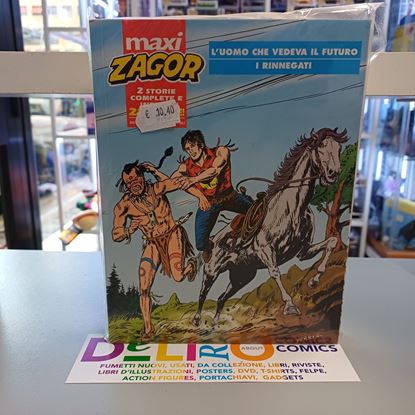 maxi
ZAGOR
L'UOMO CHE VEDEVA IL FUTURO
I RINNEGATI
2 STORIE
COMPLETE E
€ 10,40
ABOUT
COMICS
FUMETTI NUOVI, USATI, DA COLLEZIONE, LIBRI, RIVISTE,
LIBRI D'ILLUSTRAZIONI, POSTERS, DVD, T-SHIRTS, FELPE,
ACTION FIGURES, PORTACHIAVI, GADGETS